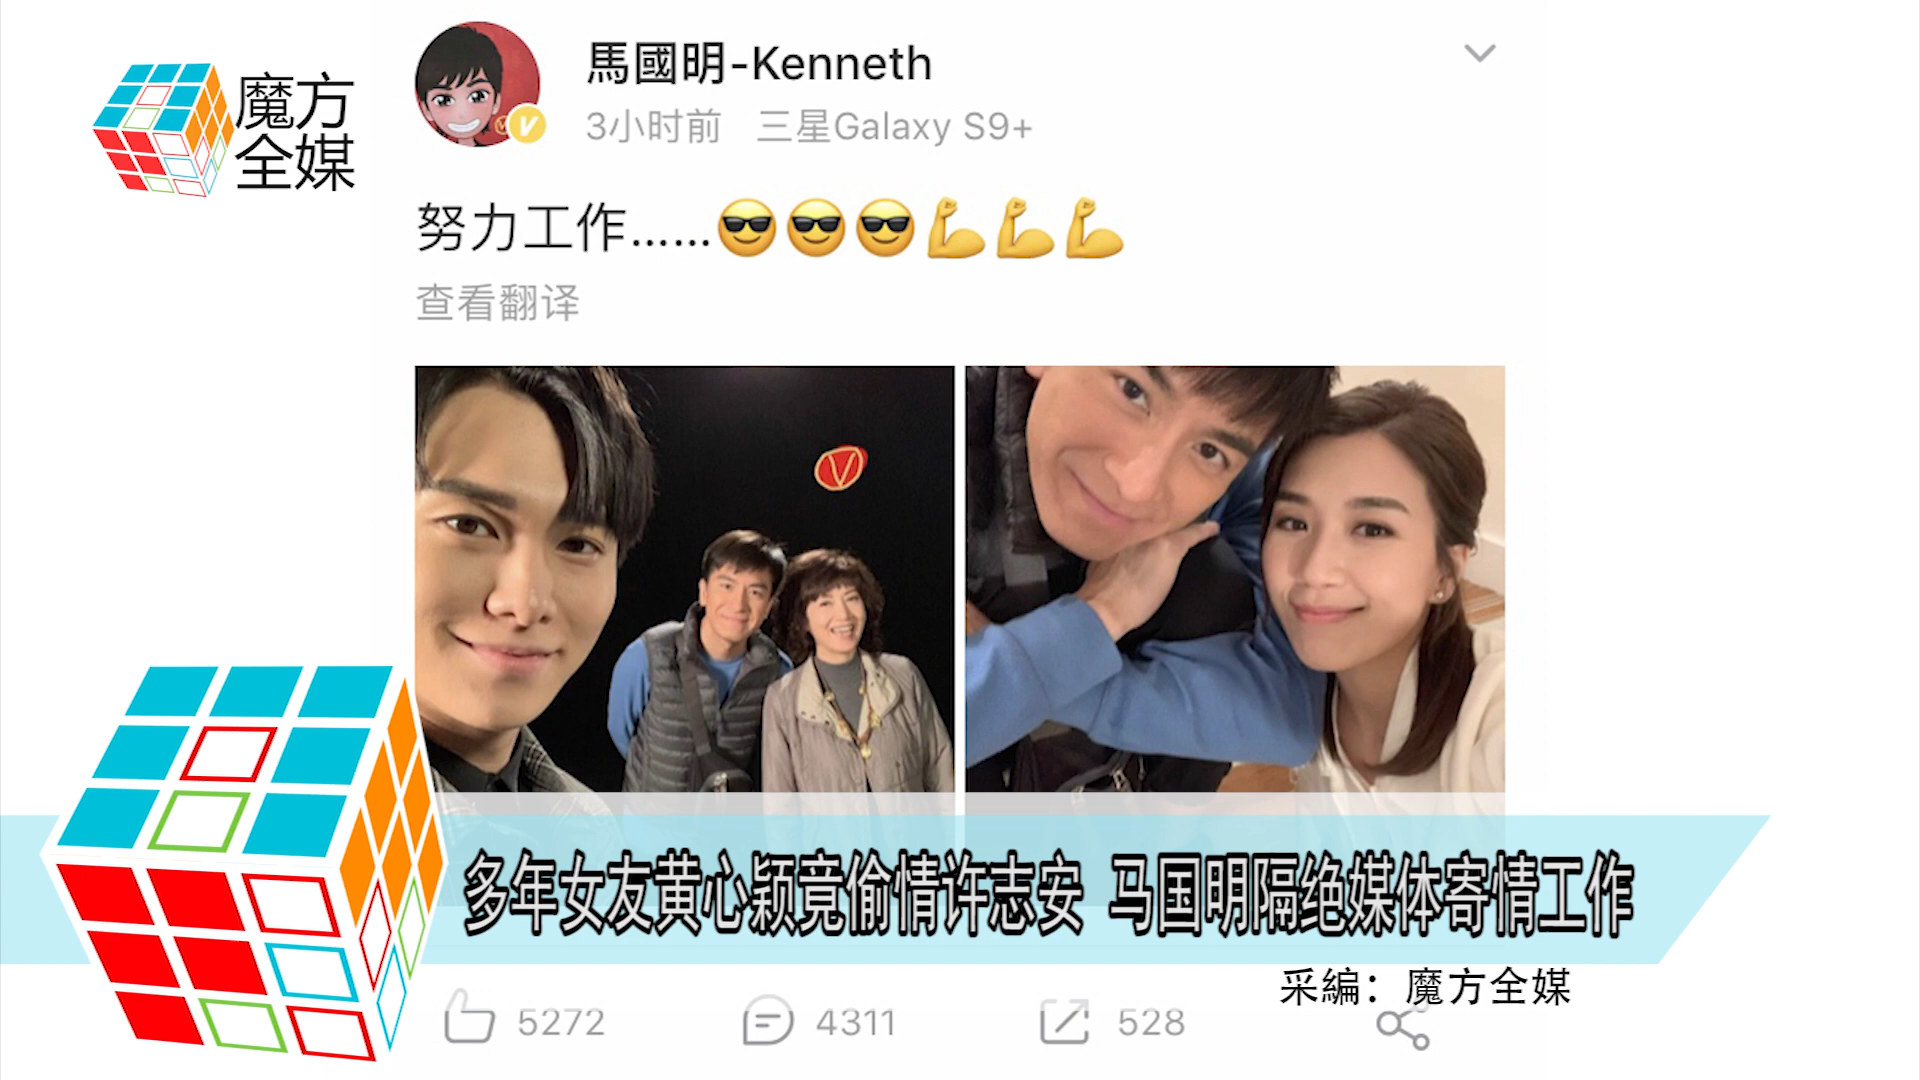 魔方
全媒
馬國明-Kenneth
3小时前 三星Galaxy S9+
努力工作……😎😎😎💪💪💪
查看翻译
V
多年女友黄心颖竟偷情许志安 马国明隔绝媒体寄情工作
采編：魔方全媒
5272
4311
528